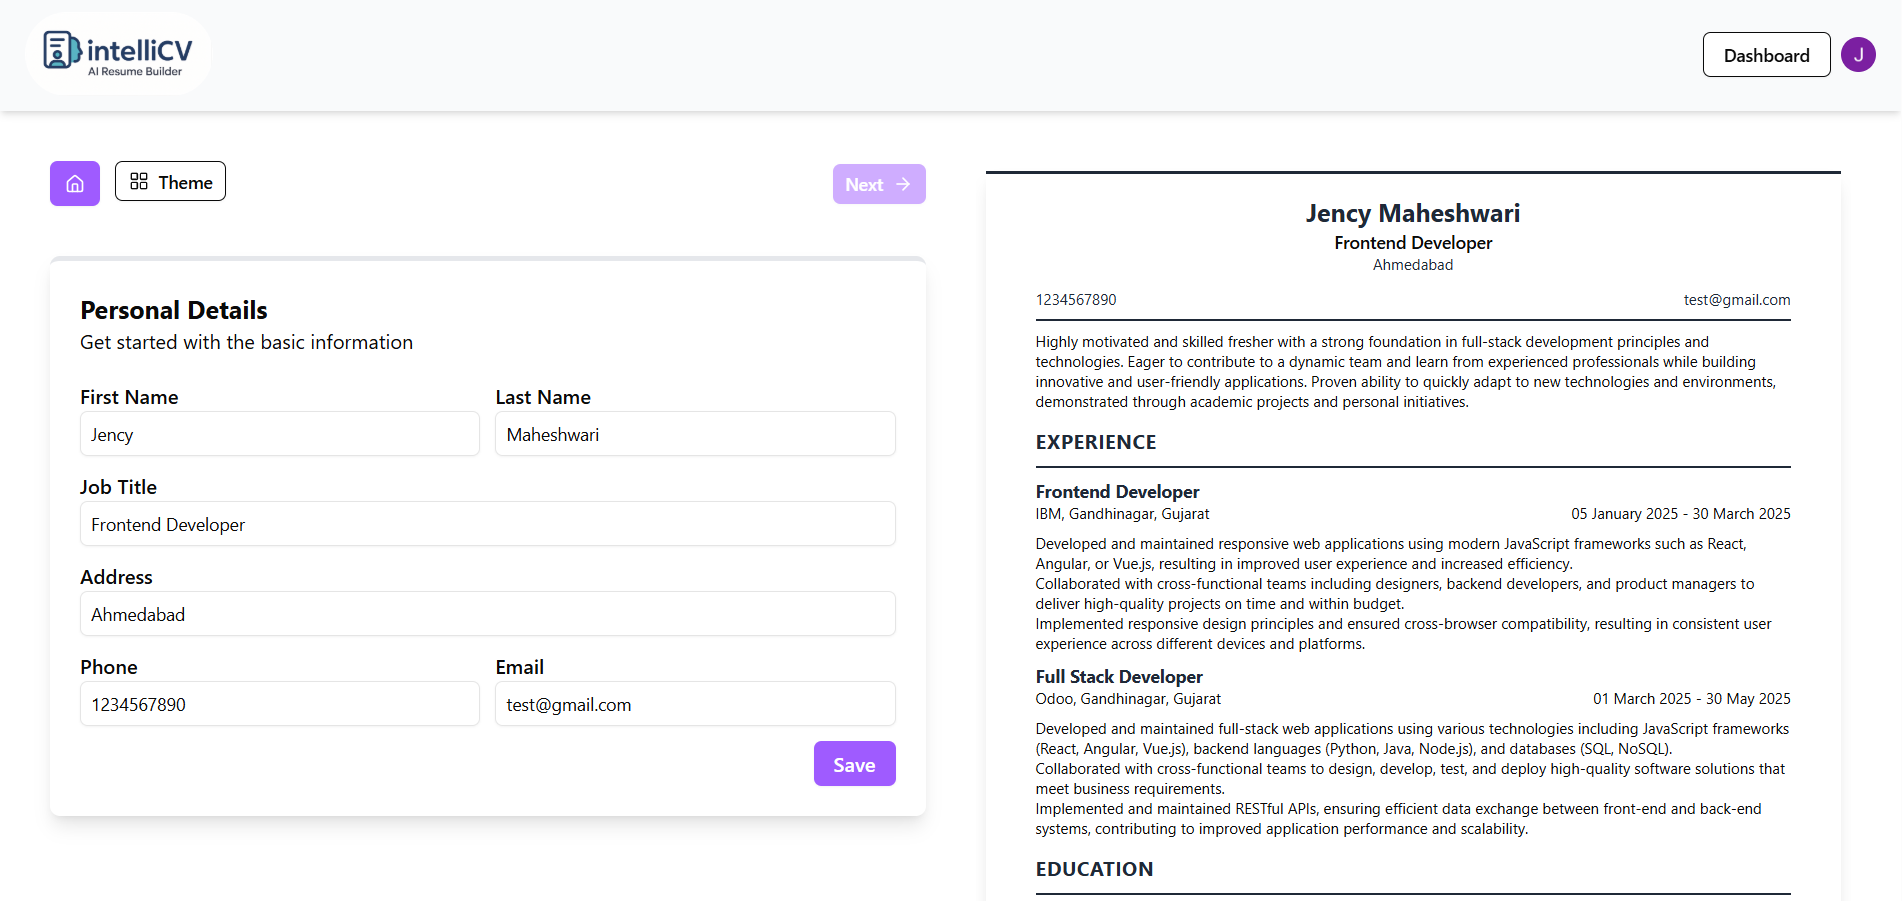 intelliCV
AI Resume Builder
Dashboard
J
Theme
Next
Personal Details
Get started with the basic information
First Name
Last Name
Jency
Maheshwari
Job Title
Frontend Developer
Address
Ahmedabad
Phone
Email
1234567890
test@gmail.com
Save
Jency Maheshwari
Frontend Developer
Ahmedabad
1234567890
test@gmail.com
Highly motivated and skilled fresher with a strong foundation in full-stack development principles and
technologies. Eager to contribute to a dynamic team and learn from experienced professionals while building
innovative and user-friendly applications. Proven ability to quickly adapt to new technologies and environments,
demonstrated through academic projects and personal initiatives.
EXPERIENCE
Frontend Developer
IBM, Gandhinagar, Gujarat
05 January 2025 - 30 March 2025
Developed and maintained responsive web applications using modern JavaScript frameworks such as React,
Angular, or Vue.js, resulting in improved user experience and increased efficiency.
Collaborated with cross-functional teams including designers, backend developers, and product managers to
deliver high-quality projects on time and within budget.
Implemented responsive design principles and ensured cross-browser compatibility, resulting in consistent user
experience across different devices and platforms.
Full Stack Developer
Odoo, Gandhinagar, Gujarat
01 March 2025 - 30 May 2025
Developed and maintained full-stack web applications using various technologies including JavaScript frameworks
(React, Angular, Vue.js), backend languages (Python, Java, Node.js), and databases (SQL, NoSQL).
Collaborated with cross-functional teams to design, develop, test, and deploy high-quality software solutions that
meet business requirements.
Implemented and maintained RESTful APIs, ensuring efficient data exchange between front-end and back-end
systems, contributing to improved application performance and scalability.
EDUCATION